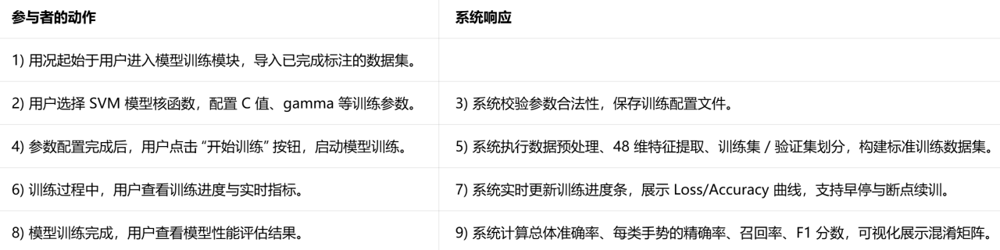 参与者的动作
系统响应
1) 用况起始于用户进入模型训练模块，导入已完成标注的数据集。
2) 用户选择 SVM 模型核函数，配置 C 值、gamma 等训练参数。
3) 系统校验参数合法性，保存训练配置文件。
4) 参数配置完成后，用户点击 “开始训练” 按钮，启动模型训练。
5) 系统执行数据预处理、48 维特征提取、训练集 / 验证集划分，构建标准训练数据集。
6) 训练过程中，用户查看训练进度与实时指标。
7) 系统实时更新训练进度条，展示 Loss/Accuracy 曲线，支持早停与断点续训。
8) 模型训练完成，用户查看模型性能评估结果。
9) 系统计算总体准确率、每类手势的精确率、召回率、F1 分数，可视化展示混淆矩阵。